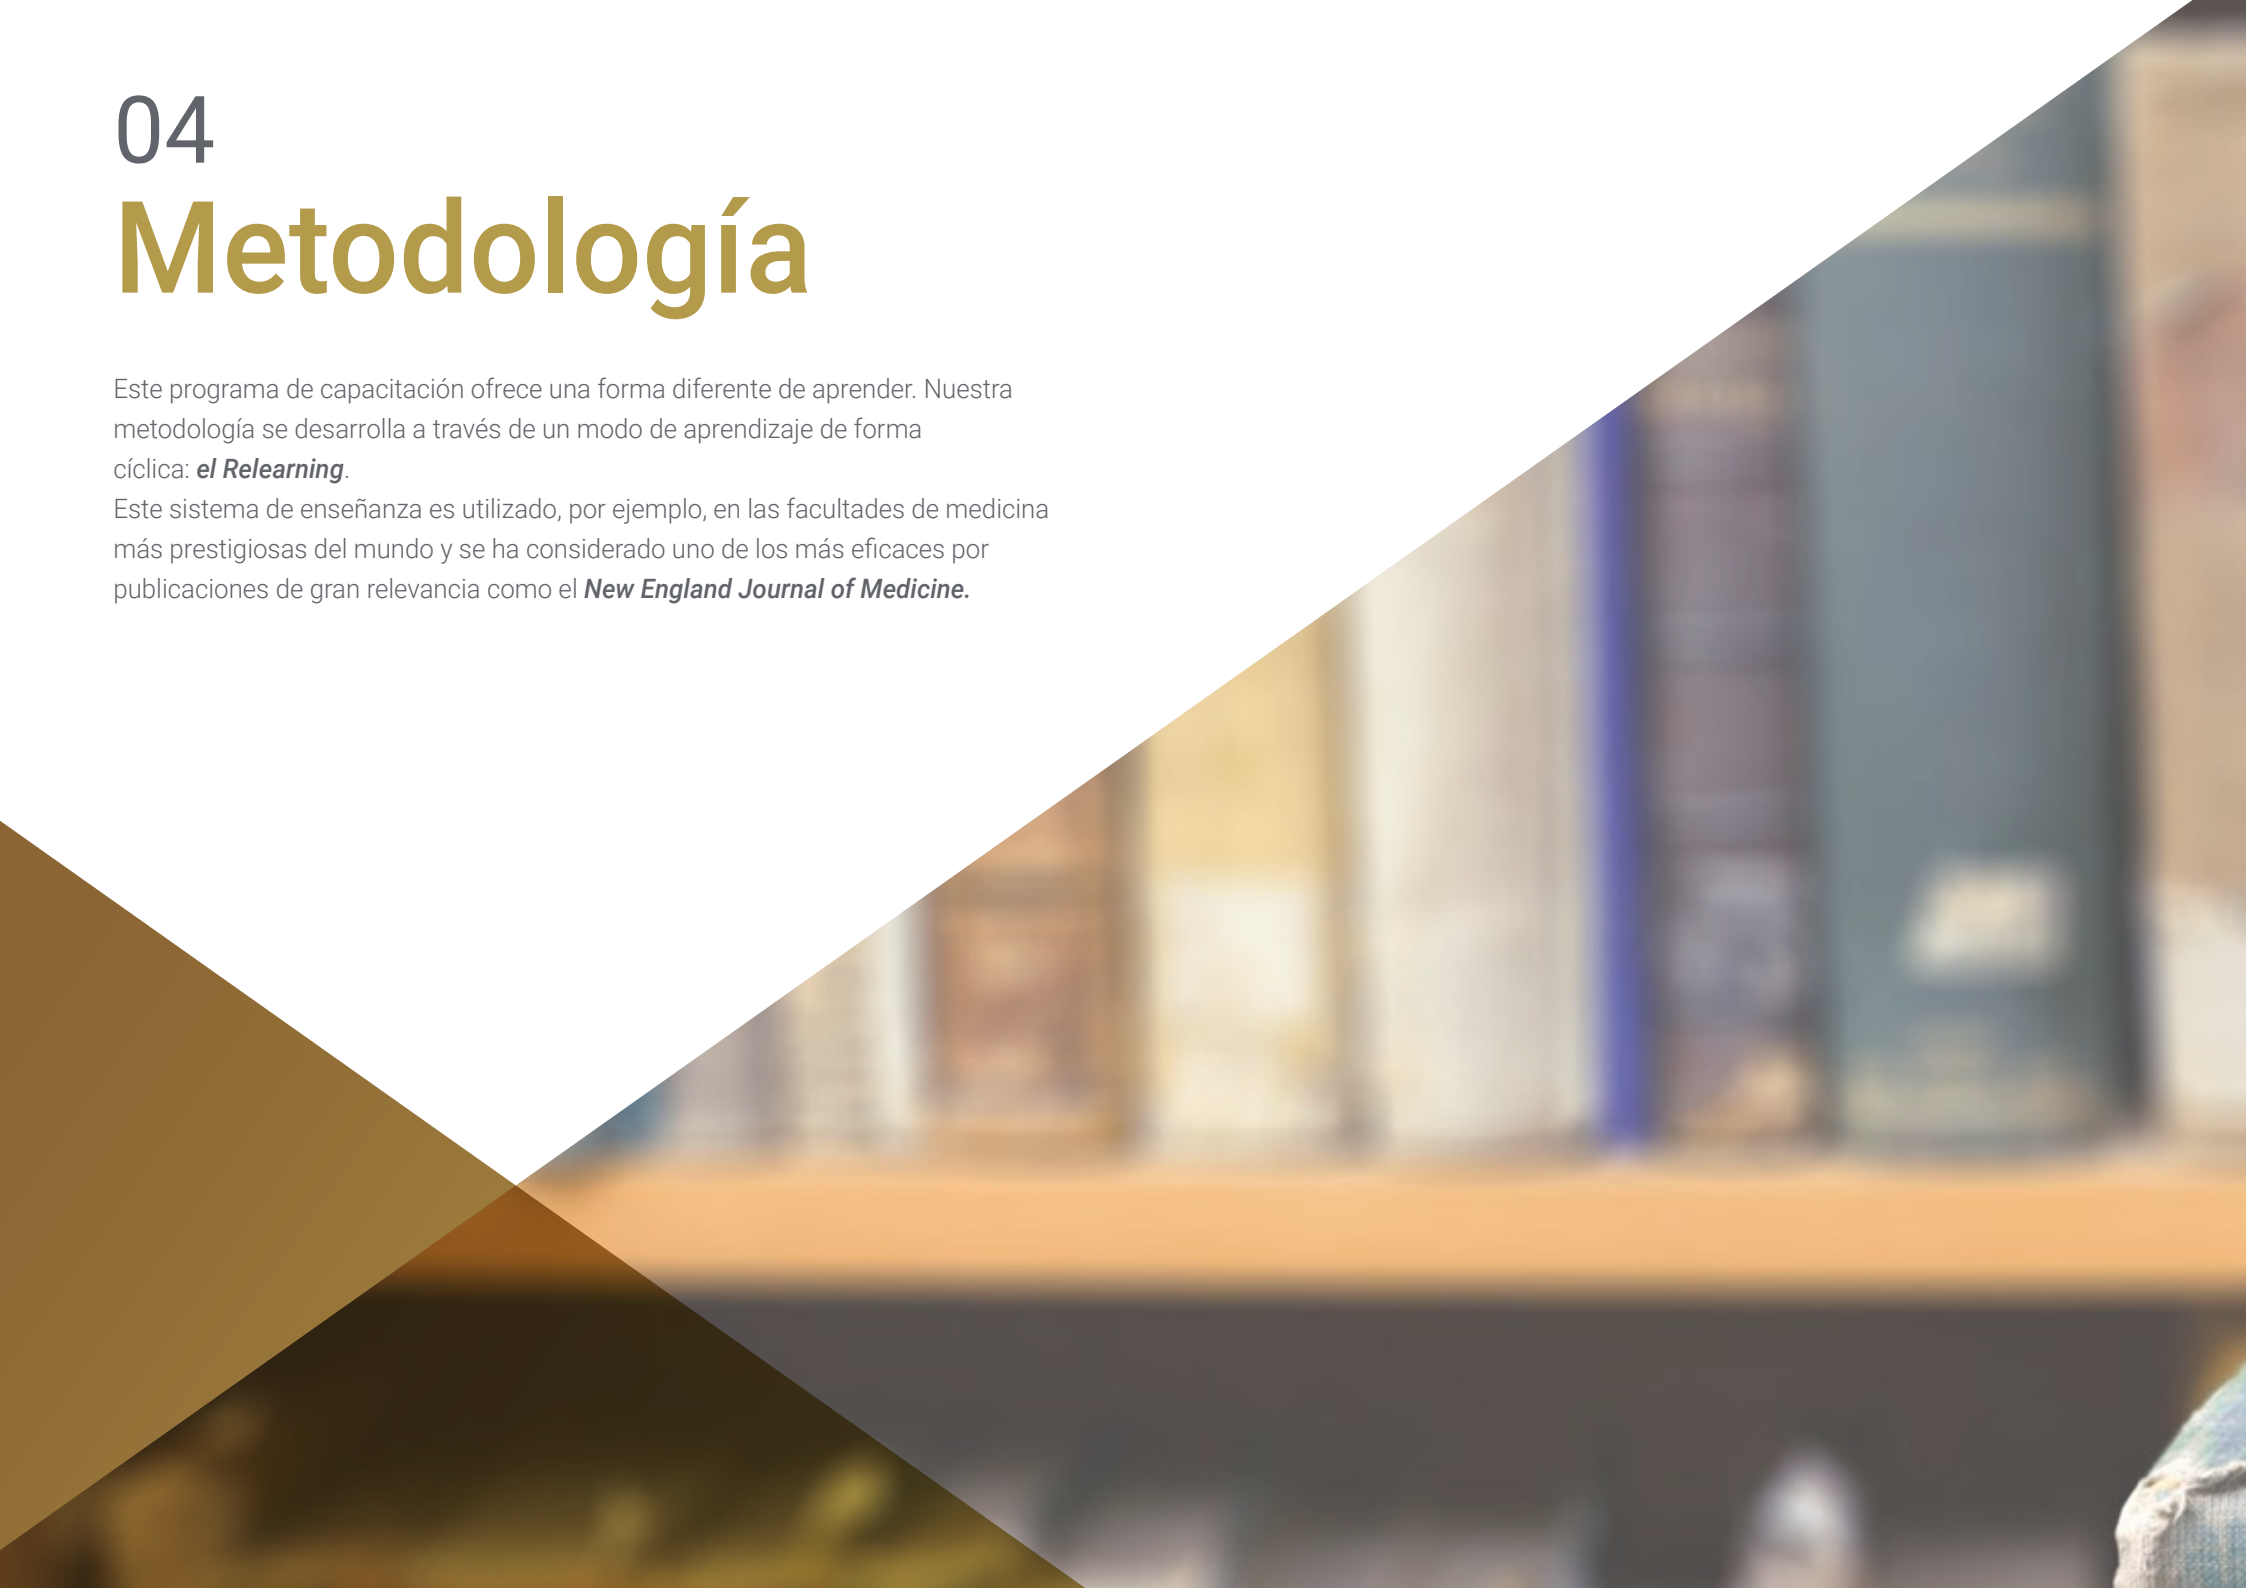 04
Metodología
Este programa de capacitación ofrece una forma diferente de aprender. Nuestra
metodología se desarrolla a través de un modo de aprendizaje de forma
cíclica: el Relearning.
Este sistema de enseñanza es utilizado, por ejemplo, en las facultades de medicina
más prestigiosas del mundo y se ha considerado uno de los más eficaces por
publicaciones de gran relevancia como el New England Journal of Medicine.